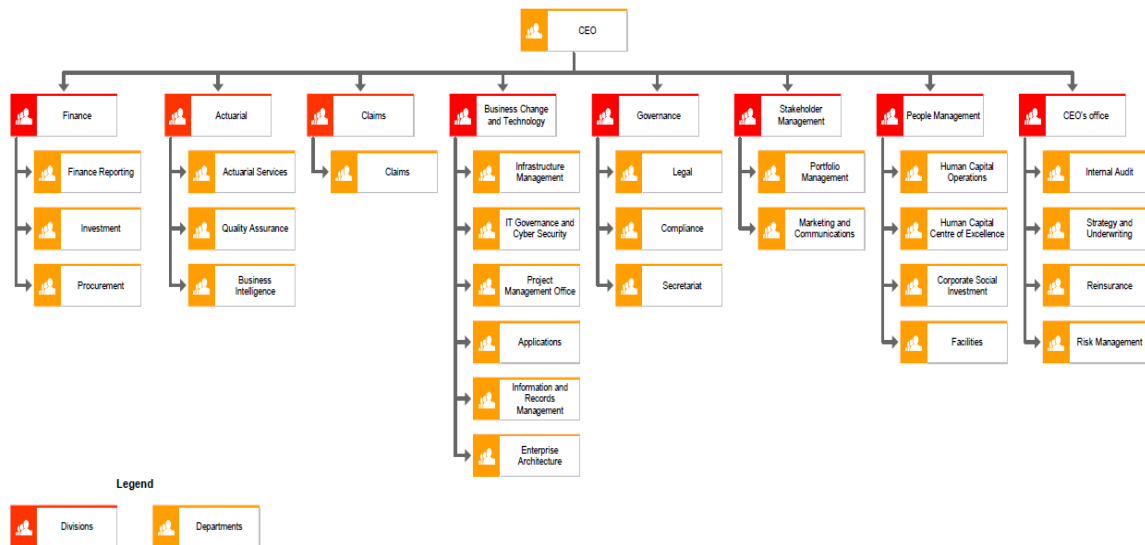 CEO
Finance
Actuarial
Claims
Business Change
and Technology
Governance
Stakeholder
Management
People Management
CEO's office
Finance Reporting
Actuarial Services
Claims
Infrastructure
Management
Legal
Portfolio
Management
Human Capital
Operations
Internal Audit
Investment
Quality Assurance
IT Governance and
Cyber Security
Compliance
Marketing and
Communications
Human Capital
Centre of Excellence
Strategy and
Underwriting
Procurement
Business
Intelligence
Project
Management Office
Secretariat
Corporate Social
Investment
Reinsurance
Applications
Facilities
Risk Management
Information and
Records
Management
Enterprise
Architecture
Legend
Divisions
Departments